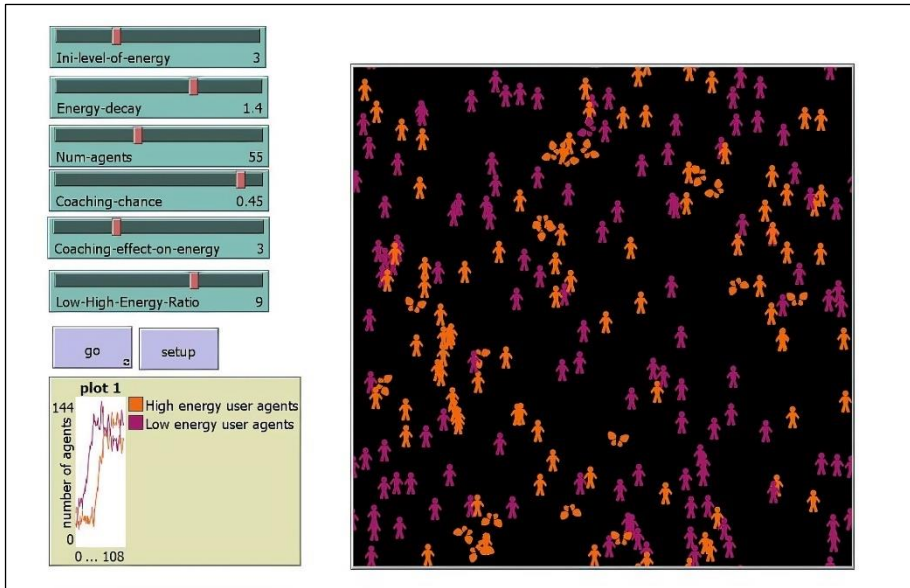 Ini-level-of-energy 3
Energy-decay 1.4
Num-agents 55
Coaching-chance 0.45
Coaching-effect-on-energy 3
Low-High-Energy-Ratio 9
go
setup
plot 1
144
number of agents
0
0 ... 108
High energy user agents
Low energy user agents